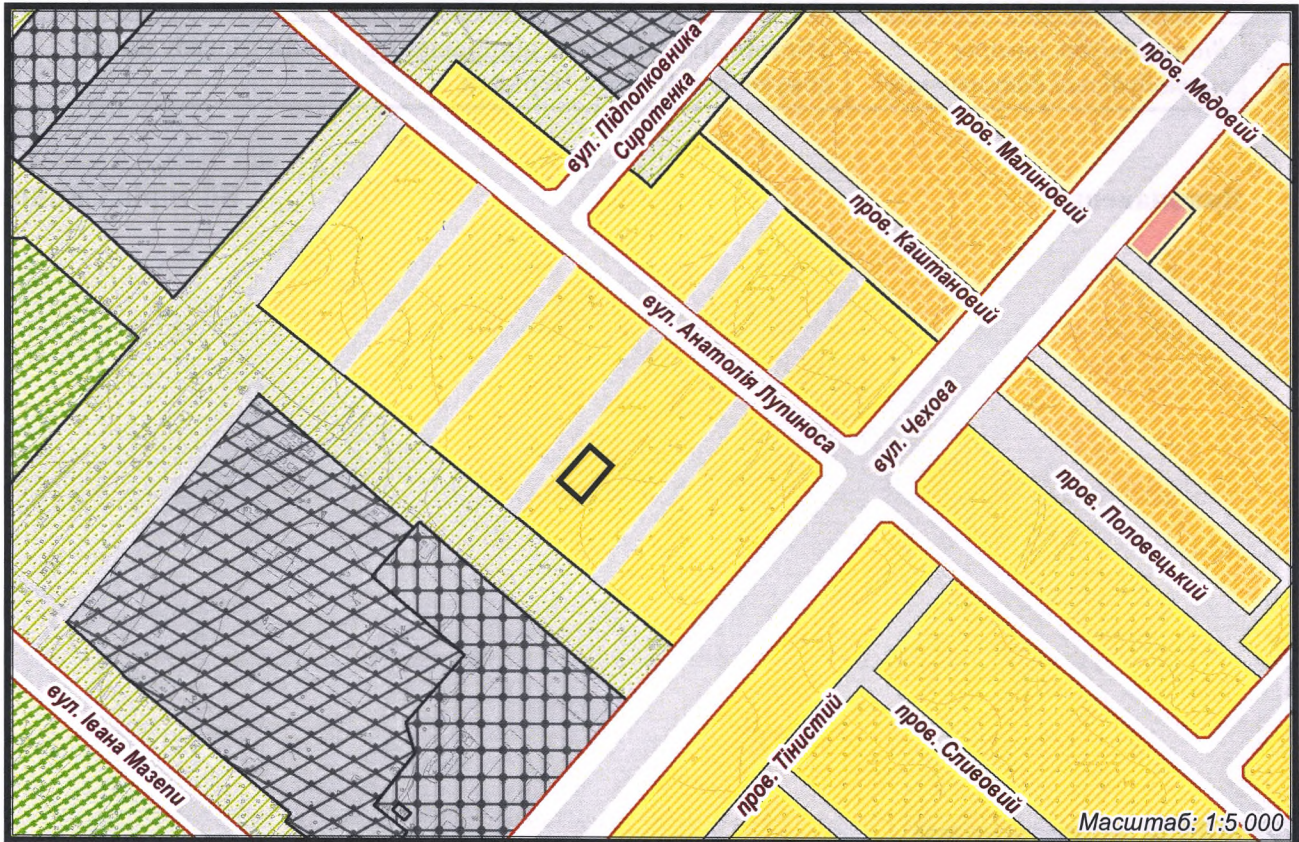 вул. Підполковника
Сиротенка
пров. Медовий
пров. Малиновий
пров. Каштановий
вул. Анатолія Лупиноса
вул. Чехова
пров. Половецький
вул. Івана Мазепи
пров. Тінистий
пров. Сливовий
Масштаб: 1:5 000